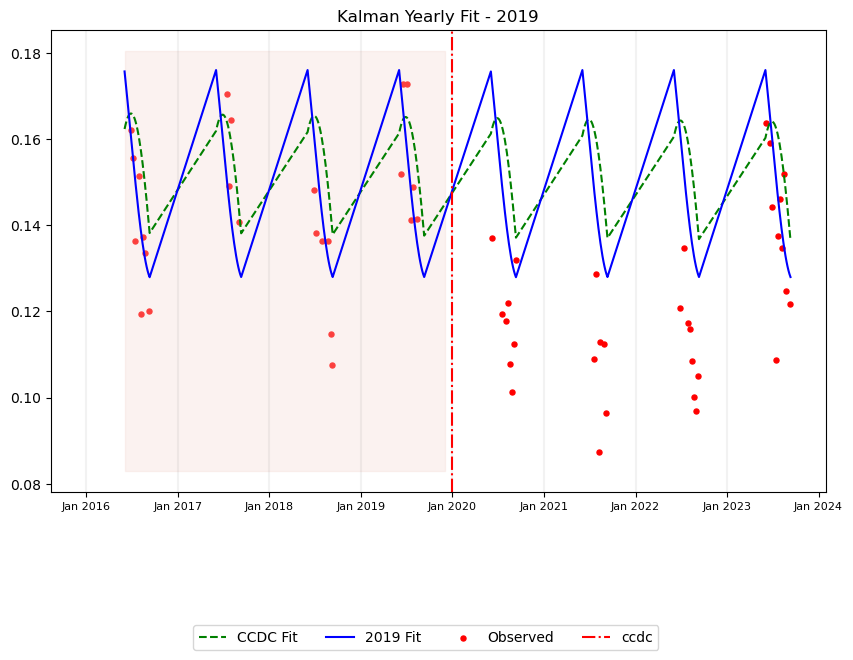 Kalman Yearly Fit - 2019
0.18
0.16
0.14
0.12
0.10
0.08
Jan 2016 Jan 2017 Jan 2018 Jan 2019 Jan 2020 Jan 2021 Jan 2022 Jan 2023 Jan 2024
CCDC Fit 2019 Fit Observed ccdc